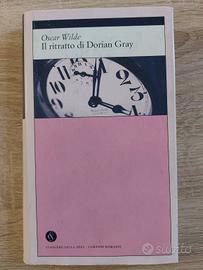 Oscar Wilde
Il ritratto di Dorian Gray
CORRIERE DELLA SERA
I GRANDI ROMANZI
subito